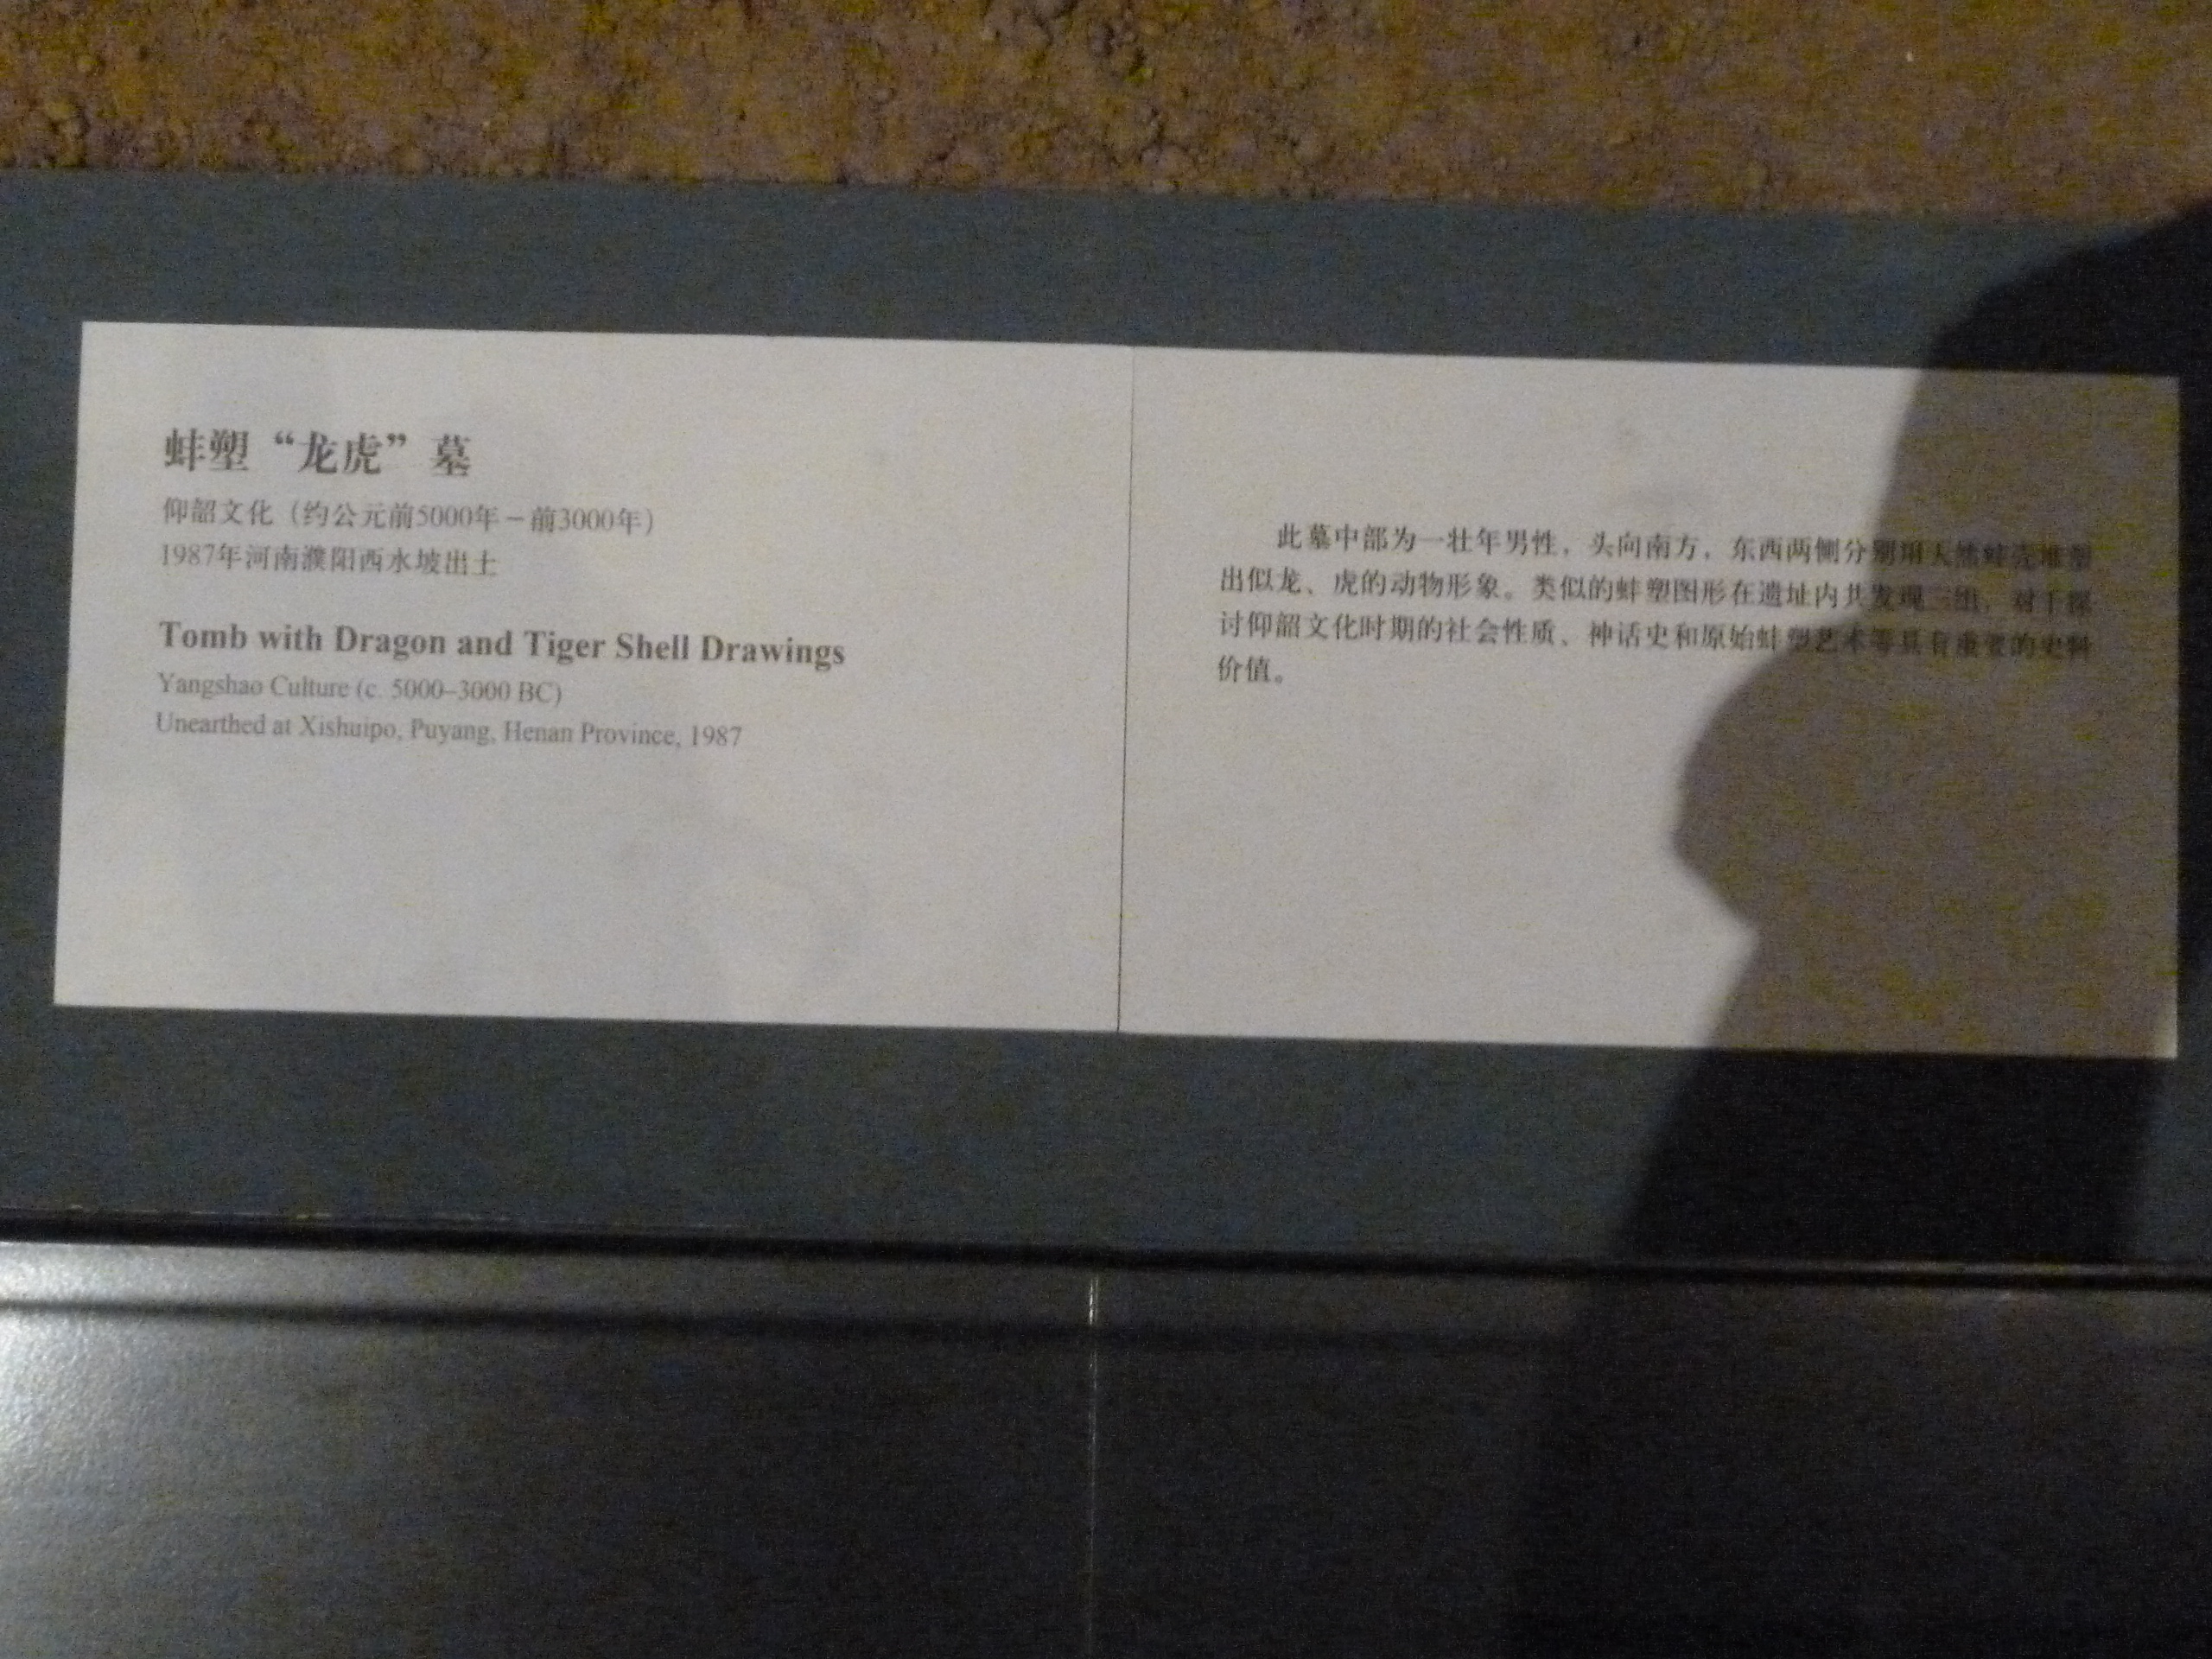 蚌塑“龙虎”墓
仰韶文化（约公元前5000年－前3000年）
1987年河南濮阳西水坡出土
Tomb with Dragon and Tiger Shell Drawings
Yangshao Culture (c. 5000–3000 BC)
Unearthed at Xishuipo, Puyang, Henan Province, 1987
此墓中部为一壮年男性，头向南方，东西两侧分别用天然蚌壳堆塑
出似龙、虎的动物形象。类似的蚌塑图形在遗址内共发现三组，对于探
讨仰韶文化时期的社会性质、神话史和原始蚌塑艺术等具有重要的史料
价值。